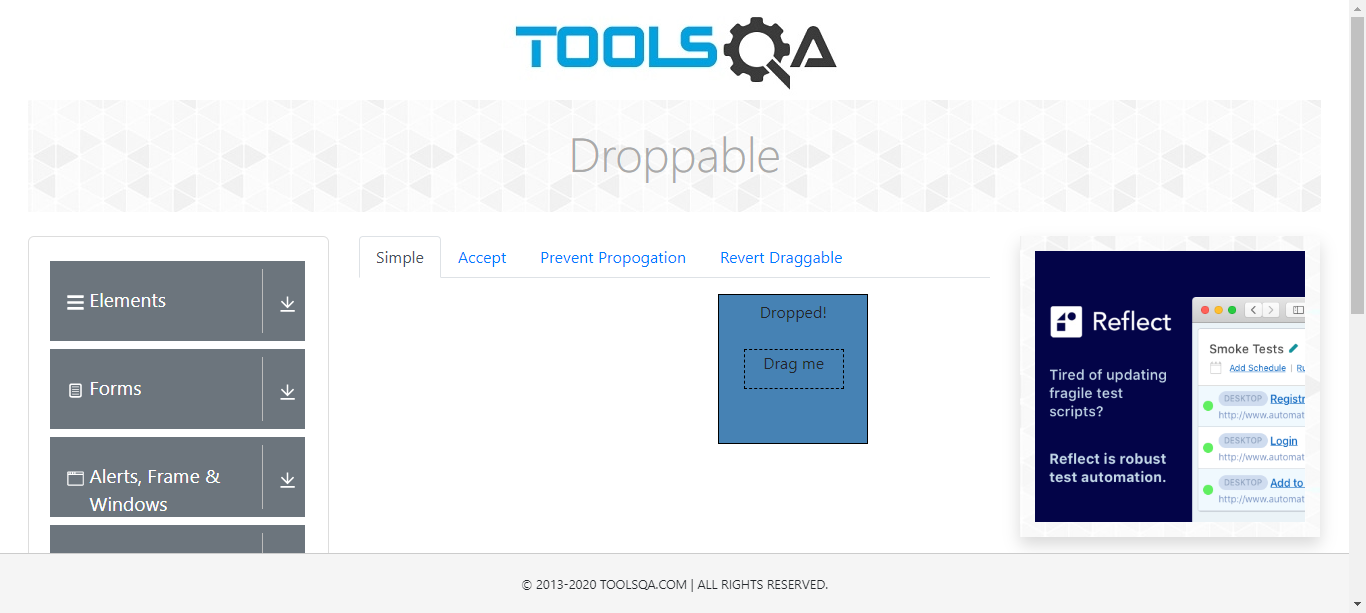 TOOLSQA
Droppable
Simple
Accept
Prevent Propogation
Revert Draggable
Elements
Forms
Alerts, Frame &
Windows
Dropped!
Drag me
Reflect
Tired of updating
fragile test
scripts?
Reflect is robust
test automation.
Smoke Tests
Add Schedule | Ru
DESKTOP Registr
http://www.automat
DESKTOP Login
http://www.automat
DESKTOP Add to
http://www.automat
© 2013-2020 TOOLSQA.COM | ALL RIGHTS RESERVED.